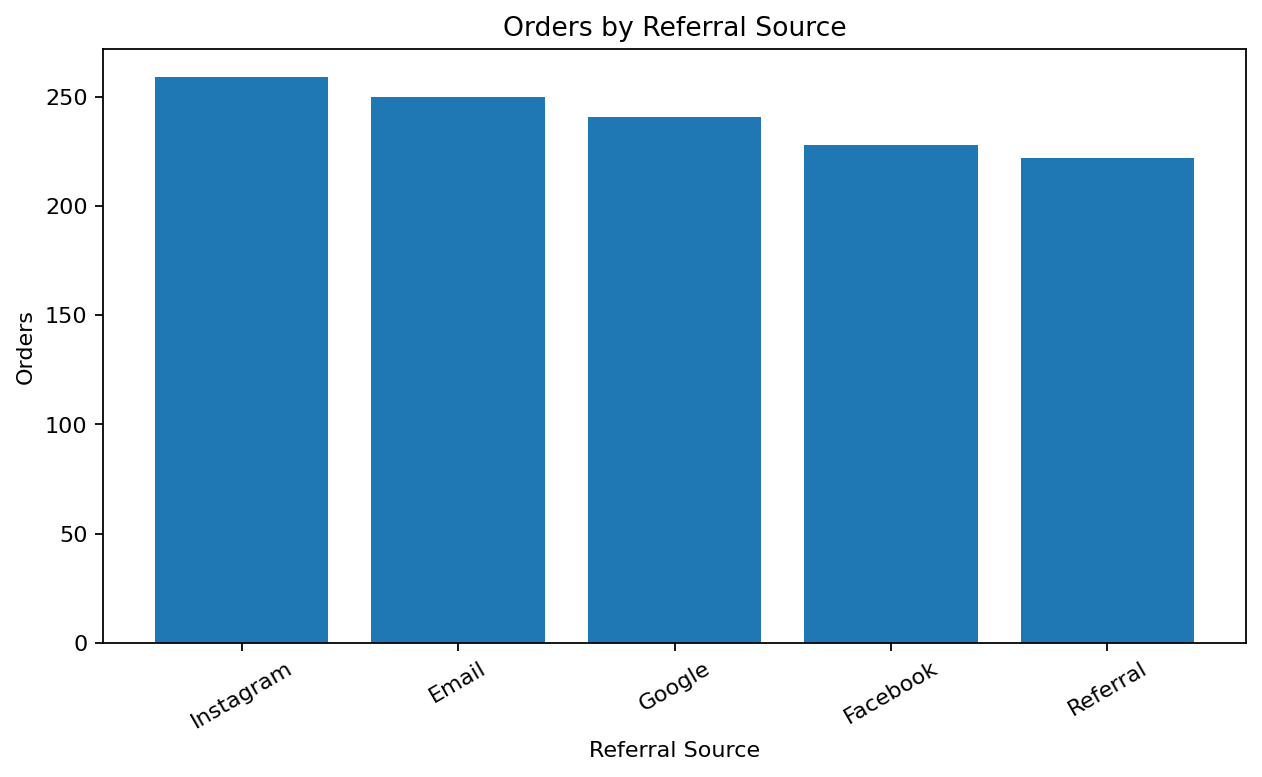 Orders by Referral Source
Orders
250
200
150
100
50
0
Instagram
Email
Google
Facebook
Referral
Referral Source